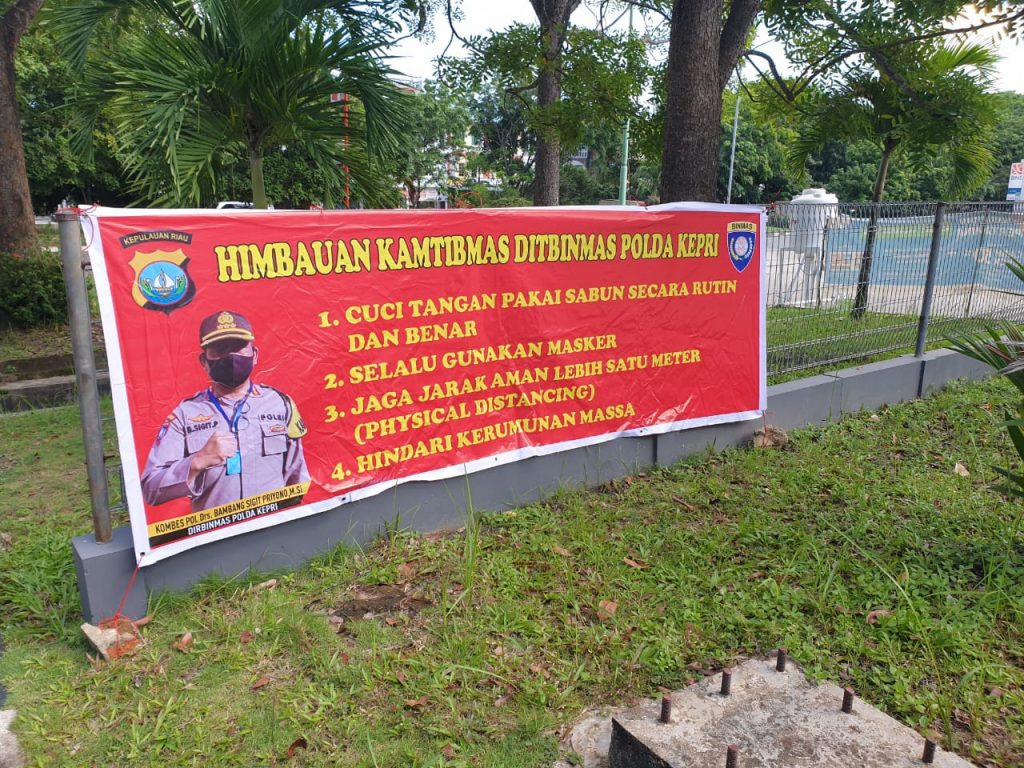 KEPULAUAN RIAU
HIMBAUAN KAMTIBMAS DITBINMAS POLDA KEPRI
BINMAS
1. CUCI TANGAN PAKAI SABUN SECARA RUTIN
DAN BENAR
2. SELALU GUNAKAN MASKER
3. JAGA JARAK AMAN LEBIH SATU METER
(PHYSICAL DISTANCING)
4. HINDARI KERUMUNAN MASSA
B.SIGIT.P
POLRI
KOMBES POL Drs. BAMBANG SIGIT PRIYONO, M.Si
DIRBINMAS POLDA KEPRI